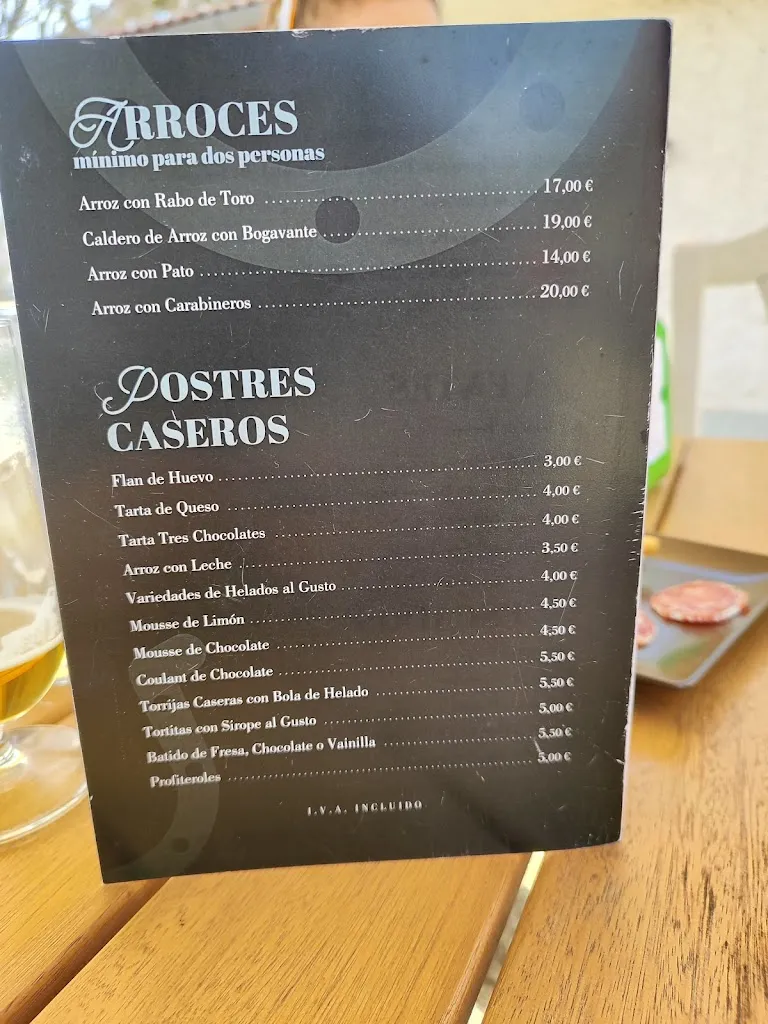 ARROCES
mínimo para dos personas
Arroz con Rabo de Toro 17,00 €
Caldero de Arroz con Bogavante 19,00 €
Arroz con Pato 14,00 €
Arroz con Carabineros 20,00 €
POSTRES
CASEROS
Flan de Huevo 3,00 €
Tarta de Queso 4,00 €
Tarta Tres Chocolates 4,00 €
Arroz con Leche 3,50 €
Variedades de Helados al Gusto 4,00 €
Mousse de Limón 4,50 €
Mousse de Chocolate 4,50 €
Coulant de Chocolate 5,50 €
Torrijas Caseras con Bola de Helado 5,50 €
Tortitas con Sirope al Gusto 5,00 €
Batido de Fresa, Chocolate o Vainilla 5,50 €
Profiteroles 5,00 €
I.V.A. INCLUIDO